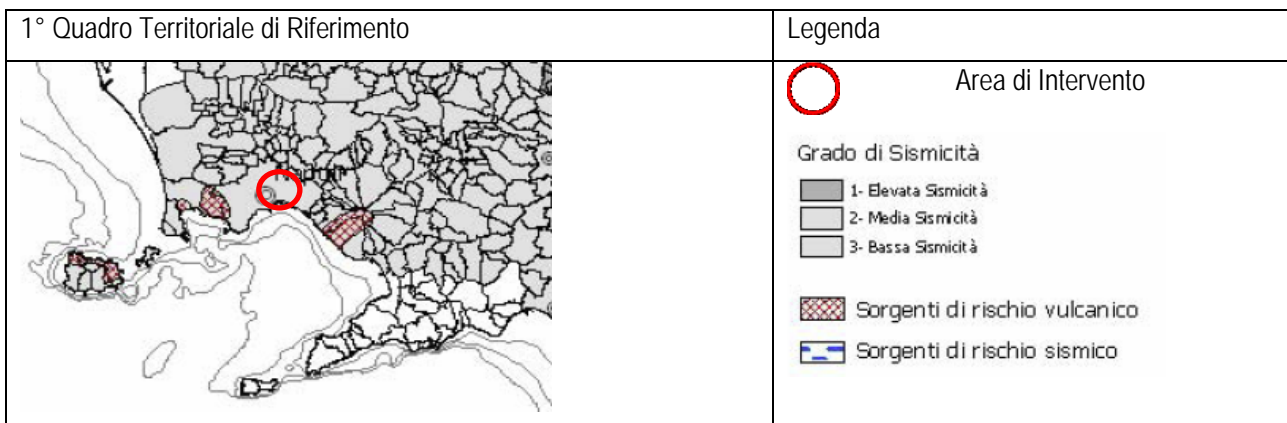 1° Quadro Territoriale di Riferimento
Legenda
Area di Intervento
Grado di Sismicità
1- Elevata Sismicità
2- Media Sismicità
3- Bassa Sismicità
Sorgenti di rischio vulcanico
Sorgenti di rischio sismico